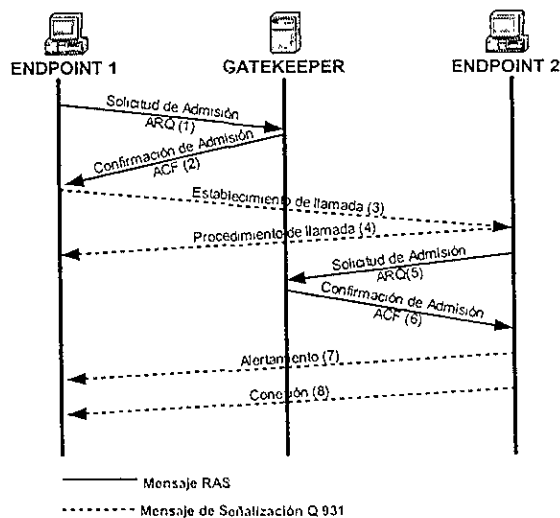 ENDPOINT 1
GATEKEEPER
ENDPOINT 2
Solicitud de Admisión
ARQ (1)
Confirmación de Admisión
ACF (2)
Establecimiento de llamada (3)
Procedimiento de llamada (4)
Solicitud de Admisión
ARQ(5)
Confirmación de Admisión
ACF (6)
Alertamiento (7)
Conexión (8)
Mensaje RAS
Mensaje de Señalización Q 931